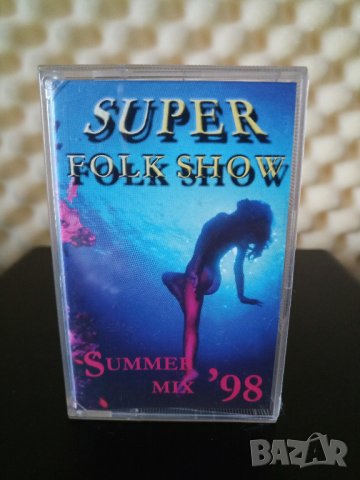 SUPER
FOLK SHOW
SUMMER
MIX '98
BAZAR